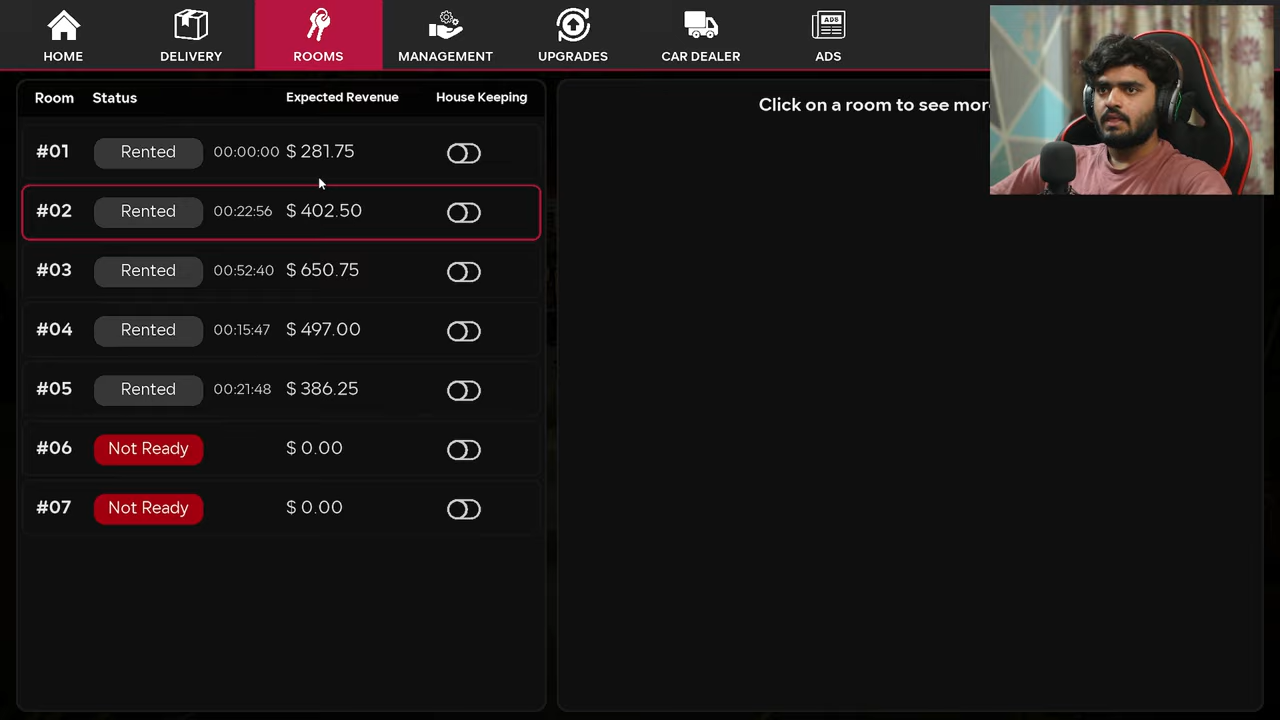 HOME
DELIVERY
ROOMS
MANAGEMENT
UPGRADES
CAR DEALER
ADS
ADS
Room Status Expected Revenue House Keeping
#01 Rented 00:00:00 $ 281.75
#02 Rented 00:22:56 $ 402.50
#03 Rented 00:52:40 $ 650.75
#04 Rented 00:15:47 $ 497.00
#05 Rented 00:21:48 $ 386.25
#06 Not Ready $ 0.00
#07 Not Ready $ 0.00
Click on a room to see